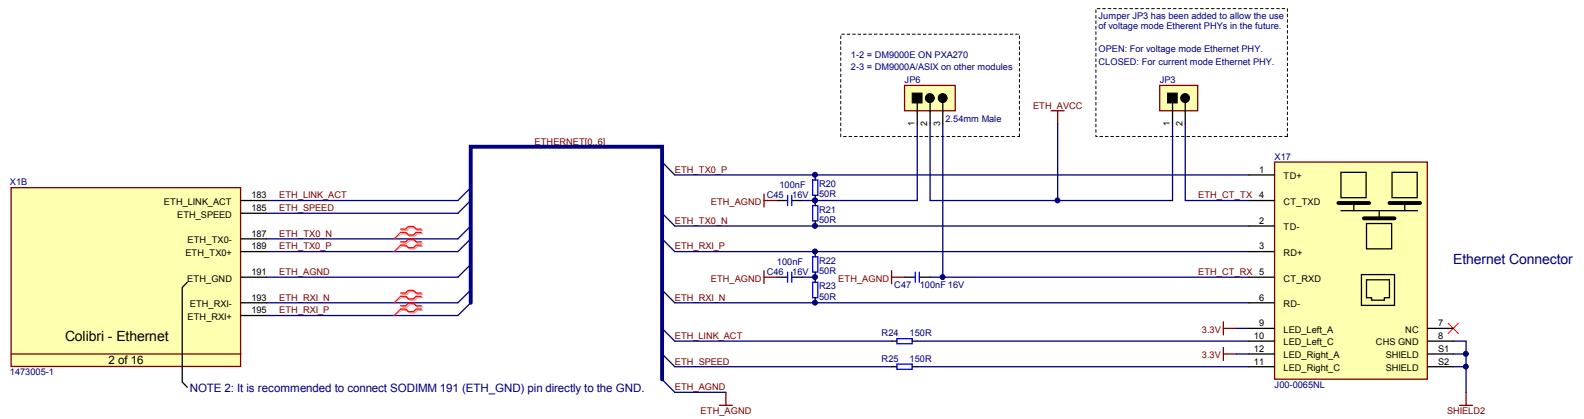 Jumper JP3 has been added to allow the use
of voltage mode Etherent PHYs in the future.
OPEN: For voltage mode Ethernet PHY.
CLOSED: For current mode Ethernet PHY.
1-2 = DM9000E ON PXA270
2-3 = DM9000A/ASIX on other modules
JP6
1
2
3
2.54mm Male
JP3
1
2
ETH_AVCC
ETHERNET[0..6]
X1B
ETH_LINK_ACT
183
ETH_LINK_ACT
ETH_SPEED
185
ETH_SPEED
ETH_TX0-
187
ETH_TX0_N
ETH_TX0+
189
ETH_TX0_P
ETH_GND
191
ETH_AGND
ETH_RXI-
193
ETH_RXI_N
ETH_RXI+
195
ETH_RXI_P
Colibri - Ethernet
2 of 16
1473005-1
NOTE 2: It is recommended to connect SODIMM 191 (ETH_GND) pin directly to the GND.
ETH_TX0_P
100nF
R20
50R
ETH_AGND
C45
16V
R21
50R
ETH_TX0_N
ETH_RXI_P
100nF
R22
50R
ETH_AGND
C46
16V
R23
50R
ETH_AGND
C47
100nF 16V
ETH_RXI_N
ETH_LINK_ACT
R24
150R
ETH_SPEED
R25
150R
ETH_AGND
ETH_AGND
ETH_CT_TX
ETH_CT_RX
3.3V
3.3V
X17
1
TD+
4
CT_TXD
2
TD-
3
RD+
5
CT_RXD
6
RD-
9
LED_Left_A
10
LED_Left_C
12
LED_Right_A
11
LED_Right_C
NC
7
CHS GND
8
SHIELD
S1
SHIELD
S2
J00-0065NL
SHIELD2
Ethernet Connector